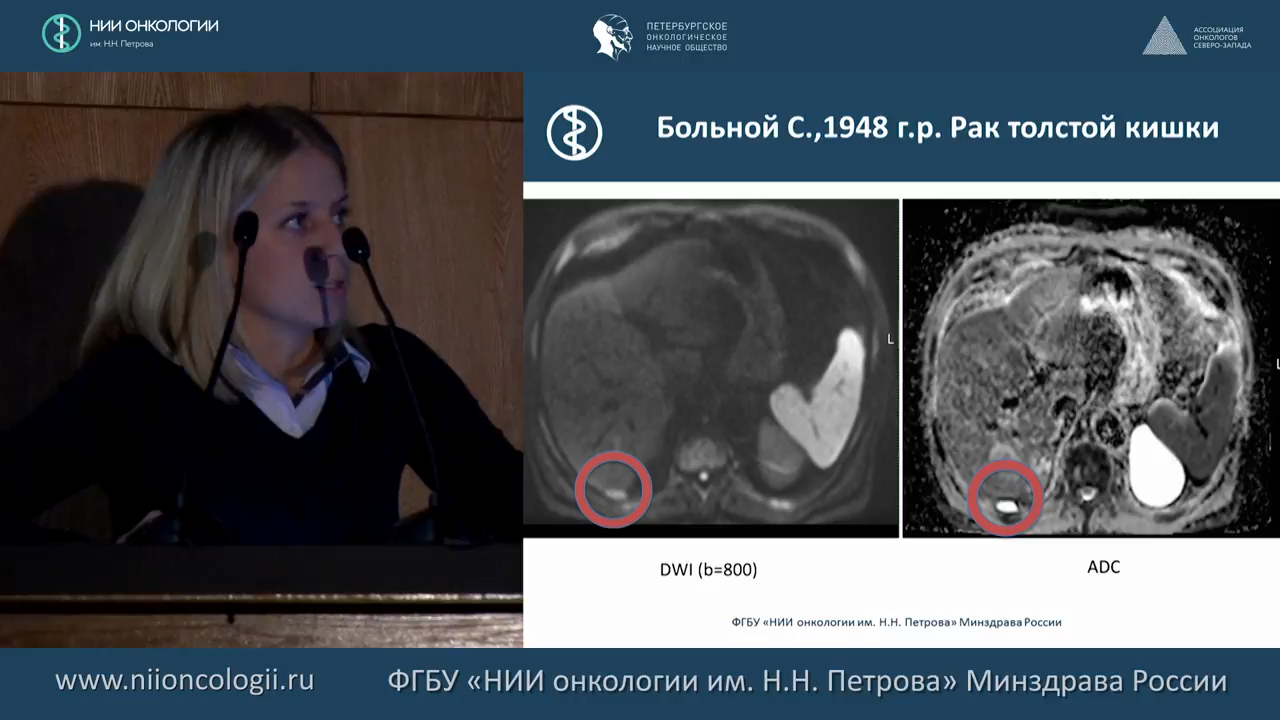 НИИ ОНКОЛОГИИ
им. Н.Н. Петрова
ПЕТЕРБУРГСКОЕ
ОНКОЛОГИЧЕСКОЕ
НАУЧНОЕ ОБЩЕСТВО
АССОЦИАЦИЯ
ОНКОЛОГОВ
СЕВЕРО-ЗАПАДА
Больной С.,1948 г.р. Рак толстой кишки
L
L
DWI (b=800)
ADC
ФГБУ «НИИ онкологии им. Н.Н. Петрова» Минздрава России
www.niioncologii.ru
ФГБУ «НИИ онкологии им. Н.Н. Петрова» Минздрава России